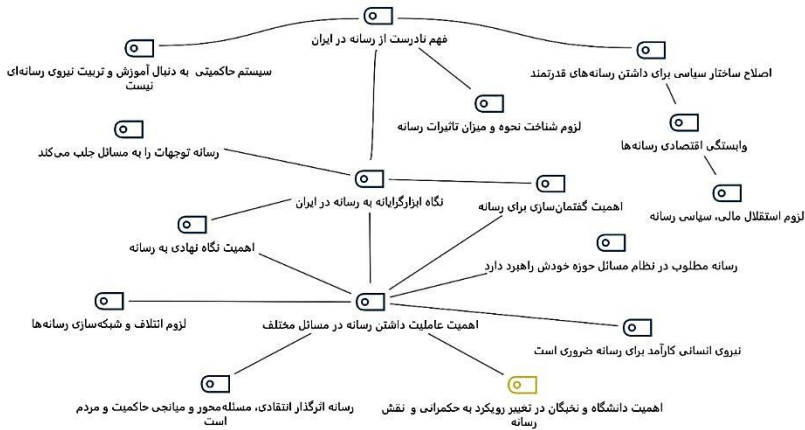 فهم نادرست از رسانه در ایران
سیستم حاکمیتی به دنبال آموزش و تربیت نیروی رسانه‌ای
نیست
اصلاح ساختار سیاسی برای داشتن رسانه‌های قدرتمند
لزوم شناخت نحوه و میزان تاثیرات رسانه
وابستگی اقتصادی رسانه‌ها
رسانه توجهات را به مسائل جلب می‌کند
نگاه ابزارگرایانه به رسانه در ایران
اهمیت گفتمان‌سازی برای رسانه
لزوم استقلال مالی، سیاسی رسانه
اهمیت نگاه نهادی به رسانه
رسانه مطلوب در نظام مسائل حوزه خودش راهبرد دارد
لزوم ائتلاف و شبکه‌سازی رسانه‌ها
اهمیت عاملیت داشتن رسانه در مسائل مختلف
نیروی انسانی کارآمد برای رسانه ضروری است
رسانه اثرگذار انتقادی، مسئله‌محور و میانجی حاکمیت و مردم
است
اهمیت دانشگاه و نخبگان در تغییر رویکرد به حکمرانی و نقش
رسانه